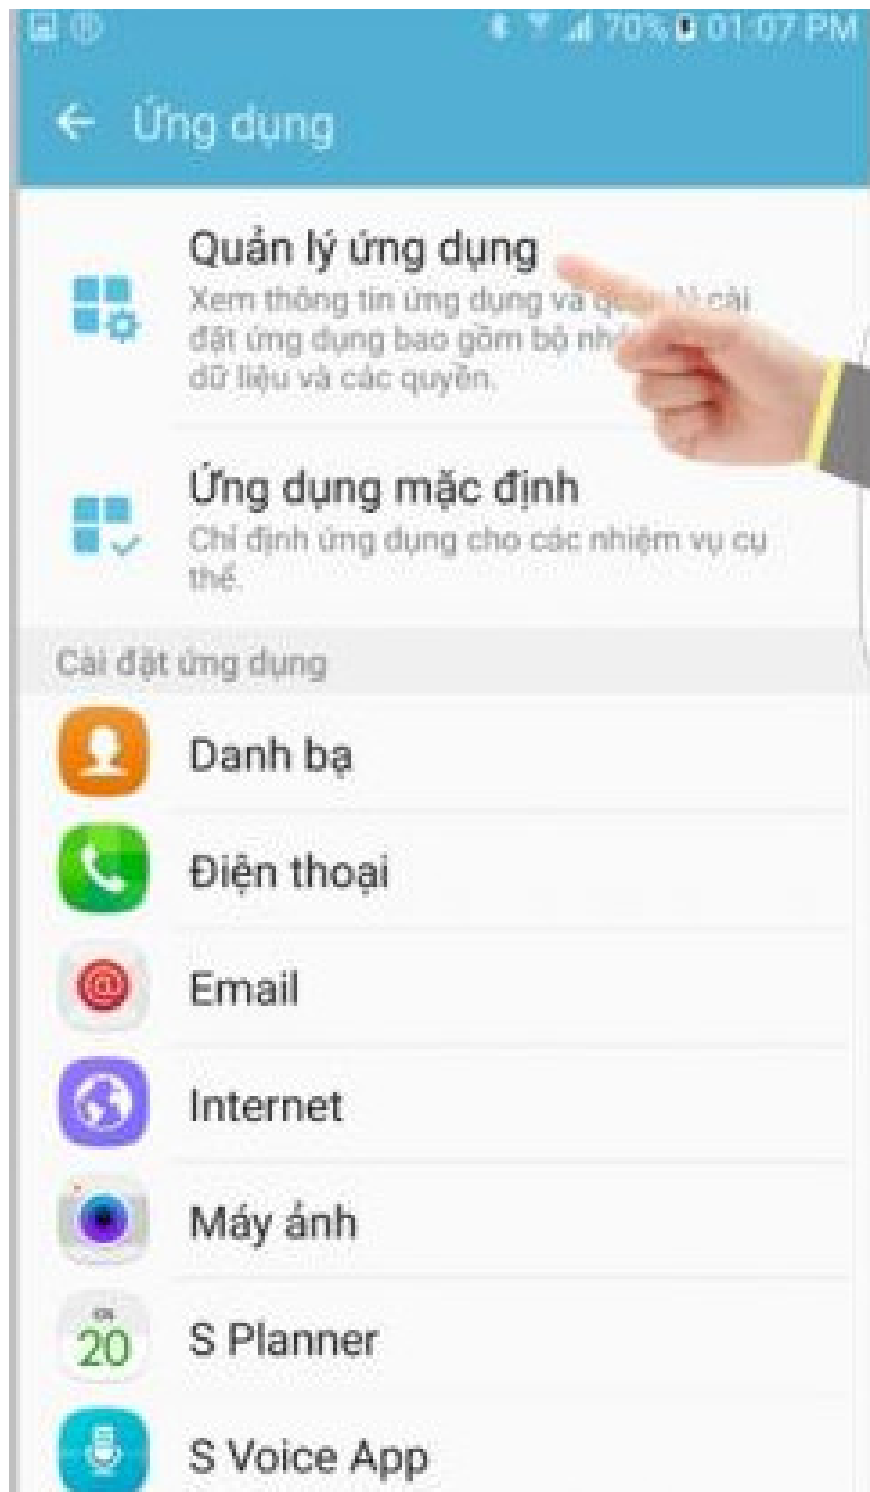 70% 01:07 PM
Ứng dụng
Quản lý ứng dụng
Xem thông tin ứng dụng và cài
đặt ứng dụng bao gồm bộ
dữ liệu và các quyền.
Ứng dụng mặc định
Chỉ định ứng dụng cho các nhiệm vụ cụ
thể.
Cài đặt ứng dụng
Danh bạ
Điện thoại
Email
Internet
Máy ảnh
20
S Planner
S Voice App